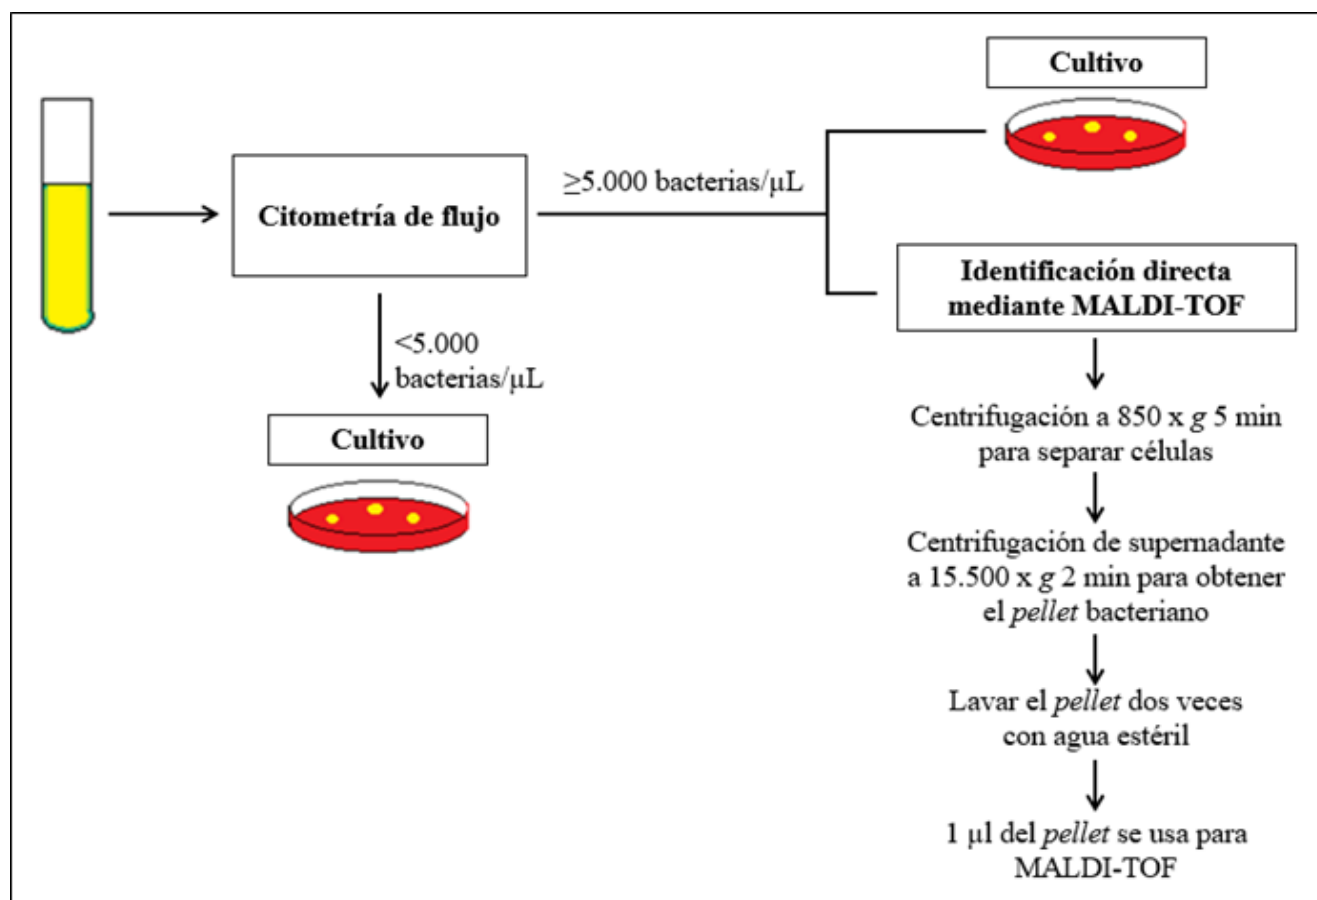 Cultivo
Citometría de flujo
≥5.000 bacterias/µL
Identificación directa
mediante MALDI-TOF
<5.000
bacterias/µL
Cultivo
Centrifugación a 850 x g 5 min
para separar células
Centrifugación de supernadante
a 15.500 x g 2 min para obtener
el pellet bacteriano
Lavar el pellet dos veces
con agua estéril
1 µl del pellet se usa para
MALDI-TOF